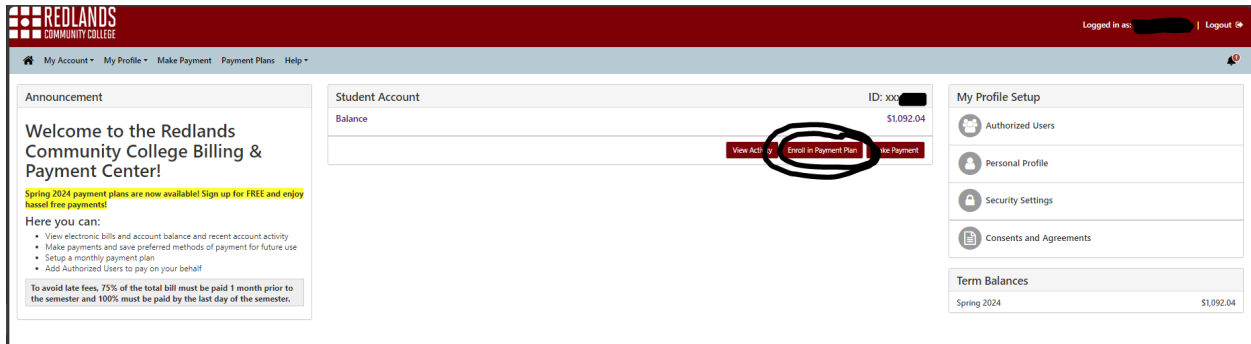 REDLANDS
COMMUNITY COLLEGE
Logged in as: | Logout
My Account My Profile Make Payment Payment Plans Help
1
Announcement
Welcome to the Redlands
Community College Billing &
Payment Center!
Spring 2024 payment plans are now available! Sign up for FREE and enjoy
hassel free payments!
Here you can:
• View electronic bills and account balance and recent account activity
• Make payments and save preferred methods of payment for future use
• Setup a monthly payment plan
• Add Authorized Users to pay on your behalf
To avoid late fees, 75% of the total bill must be paid 1 month prior to
the semester and 100% must be paid by the last day of the semester.
Student Account ID: xxx
Balance $1,092.04
View Activity Enroll in Payment Plan Make Payment
My Profile Setup
Authorized Users
Personal Profile
Security Settings
Consents and Agreements
Term Balances
Spring 2024 $1,092.04